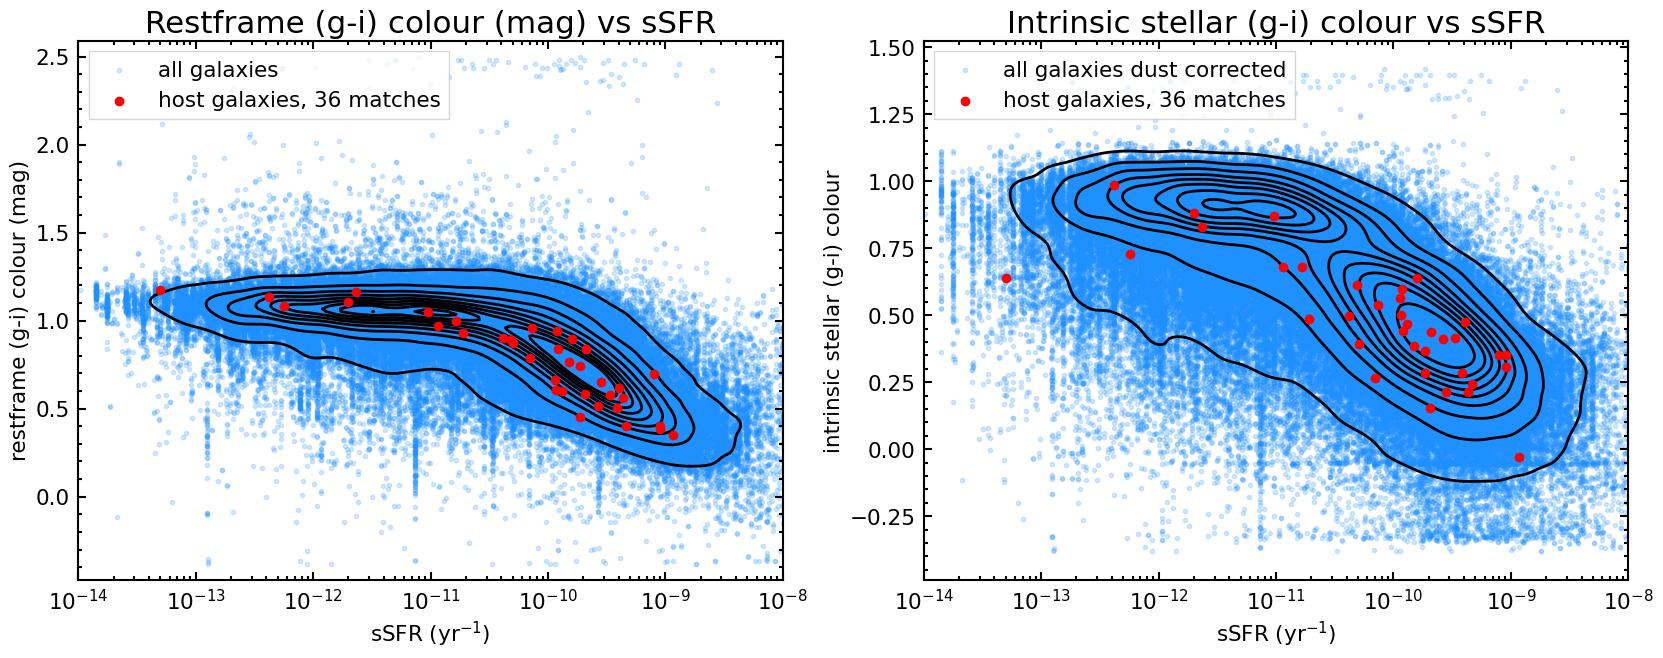 Restframe (g-i) colour (mag) vs sSFR
all galaxies
host galaxies, 36 matches
restframe (g-i) colour (mag)
2.5
2.0
1.5
1.0
0.5
0.0
10⁻¹⁴ 10⁻¹³ 10⁻¹² 10⁻¹¹ 10⁻¹⁰ 10⁻⁹ 10⁻⁸
sSFR (yr⁻¹)
Intrinsic stellar (g-i) colour vs sSFR
all galaxies dust corrected
host galaxies, 36 matches
intrinsic stellar (g-i) colour
1.50
1.25
1.00
0.75
0.50
0.25
0.00
−0.25
10⁻¹⁴ 10⁻¹³ 10⁻¹² 10⁻¹¹ 10⁻¹⁰ 10⁻⁹ 10⁻⁸
sSFR (yr⁻¹)